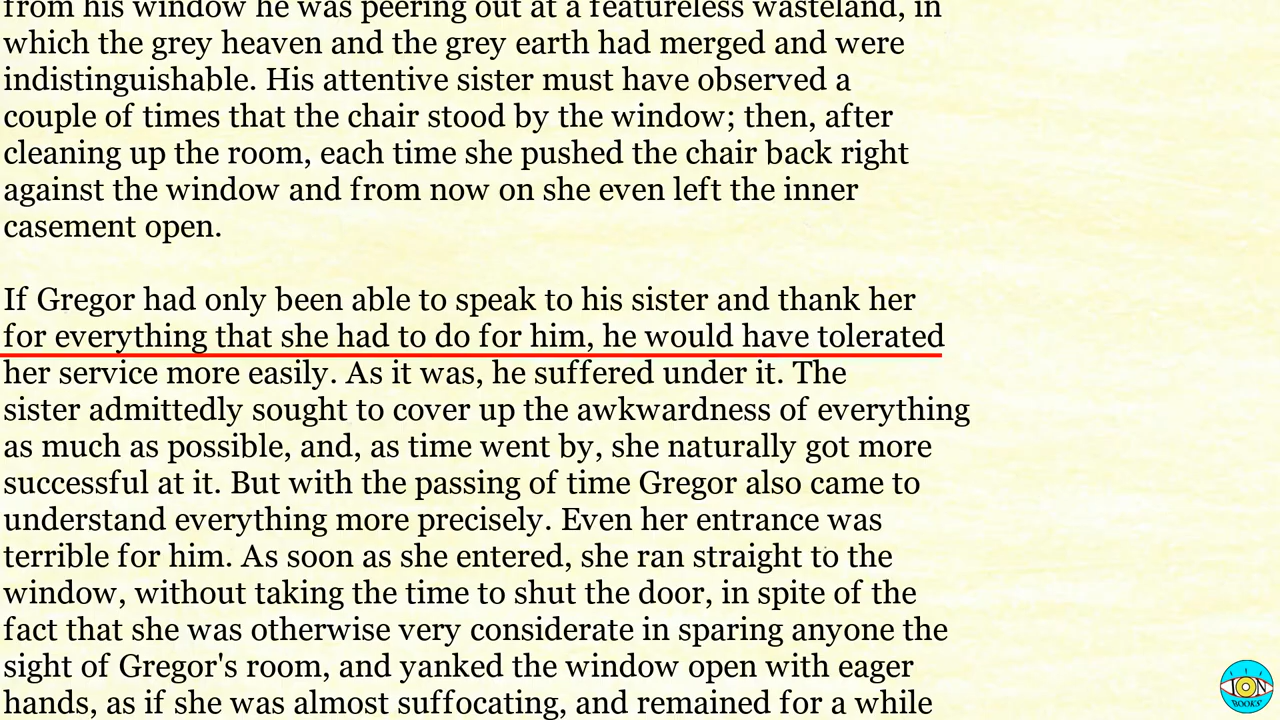 from his window he was peering out at a featureless wasteland, in
which the grey heaven and the grey earth had merged and were
indistinguishable. His attentive sister must have observed a
couple of times that the chair stood by the window; then, after
cleaning up the room, each time she pushed the chair back right
against the window and from now on she even left the inner
casement open.
If Gregor had only been able to speak to his sister and thank her
for everything that she had to do for him, he would have tolerated
her service more easily. As it was, he suffered under it. The
sister admittedly sought to cover up the awkwardness of everything
as much as possible, and, as time went by, she naturally got more
successful at it. But with the passing of time Gregor also came to
understand everything more precisely. Even her entrance was
terrible for him. As soon as she entered, she ran straight to the
window, without taking the time to shut the door, in spite of the
fact that she was otherwise very considerate in sparing anyone the
sight of Gregor's room, and yanked the window open with eager
hands, as if she was almost suffocating, and remained for a while
ION
BOOKS